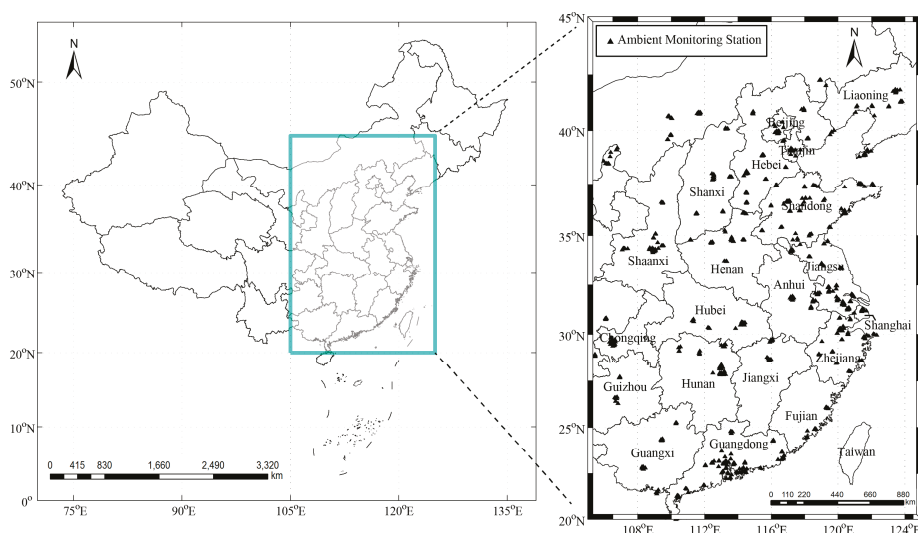 N
50°N
40°N
30°N
20°N
10°N
0°
75°E
90°E
105°E
120°E
135°E
0 415 830 1,660 2,490 3,320
km
45°N
40°N
35°N
30°N
25°N
20°N
108°E
112°E
116°E
120°E
124°E
Ambient Monitoring Station
N
Liaoning
Beijing
Tianjin
Hebei
Shanxi
Shandong
Shaanxi
Henan
Jiangsu
Anhui
Hubei
Shanghai
Chongqing
Zhejiang
Guizhou
Hunan
Jiangxi
Fujian
Guangxi
Guangdong
Taiwan
0 110 220 440 660 880
km